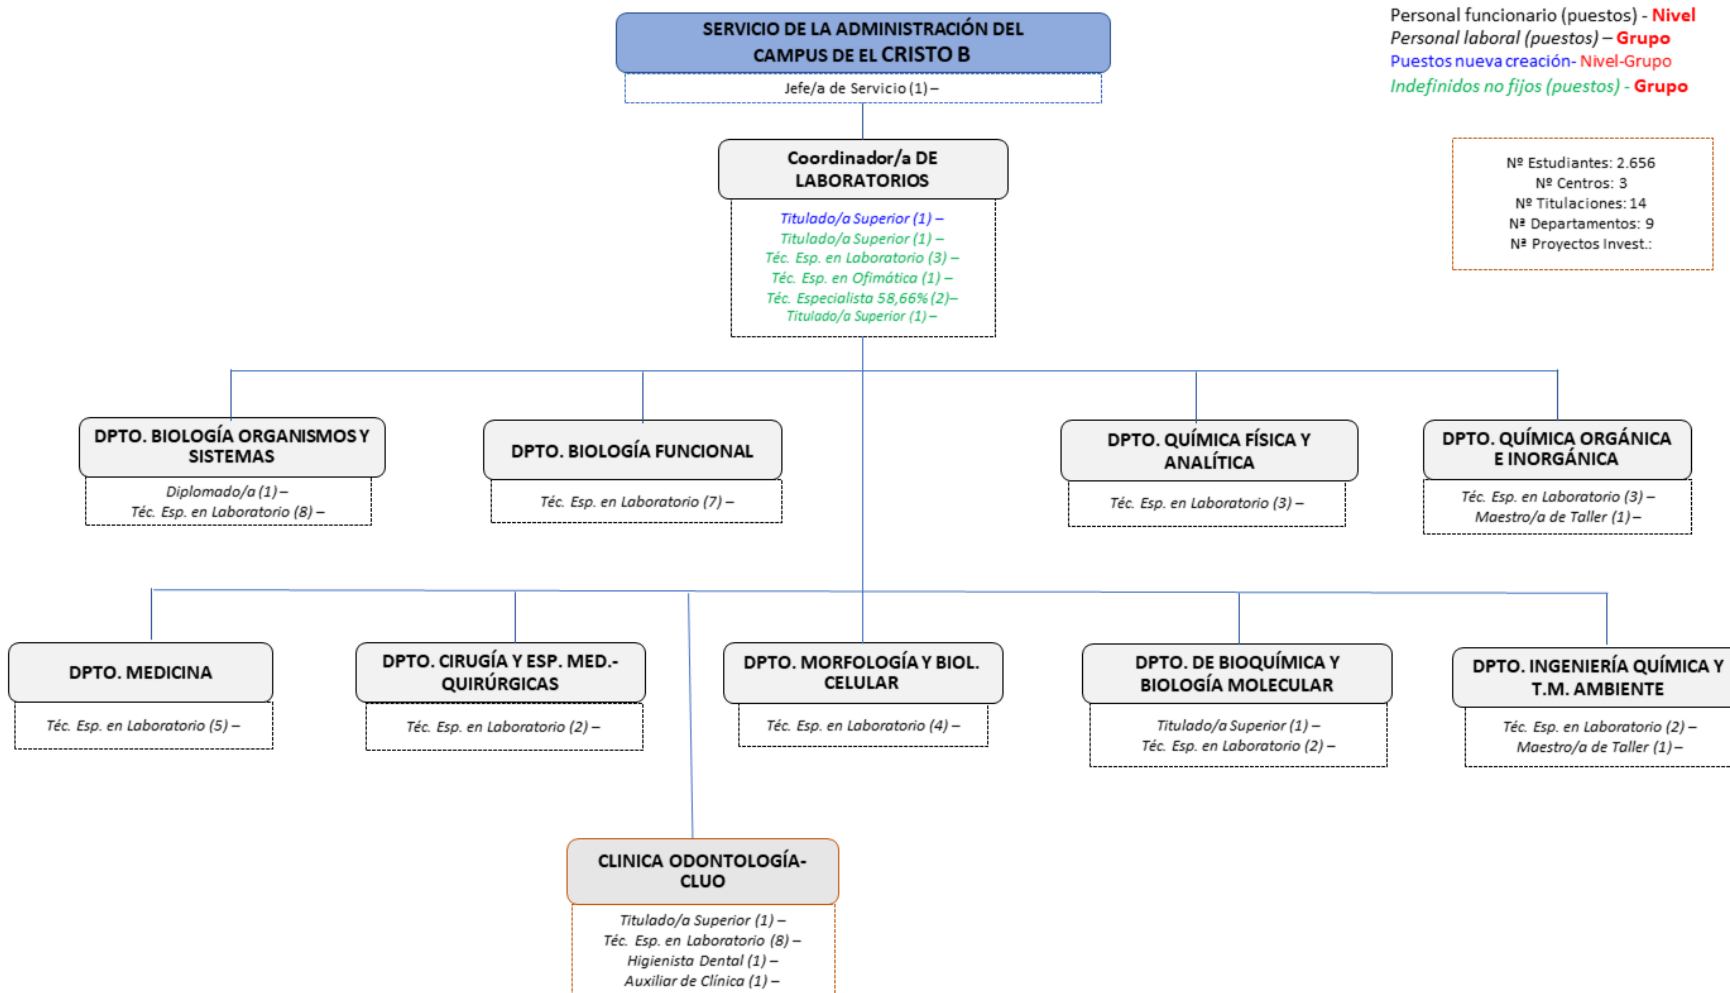 SERVICIO DE LA ADMINISTRACIÓN DEL
CAMPUS DE EL CRISTO B
Jefe/a de Servicio (1) –
Personal funcionario (puestos) - Nivel
Personal laboral (puestos) – Grupo
Puestos nueva creación- Nivel-Grupo
Indefinidos no fijos (puestos) - Grupo
Nº Estudiantes: 2.656
Nº Centros: 3
Nº Titulaciones: 14
Nª Departamentos: 9
Nª Proyectos Invest.:
Coordinador/a DE
LABORATORIOS
Titulado/a Superior (1) –
Titulado/a Superior (1) –
Téc. Esp. en Laboratorio (3) –
Téc. Esp. en Ofimática (1) –
Téc. Especialista 58,66% (2)–
Titulado/a Superior (1) –
DPTO. BIOLOGÍA ORGANISMOS Y
SISTEMAS
Diplomado/a (1) –
Téc. Esp. en Laboratorio (8) –
DPTO. BIOLOGÍA FUNCIONAL
Téc. Esp. en Laboratorio (7) –
DPTO. QUÍMICA FÍSICA Y
ANALÍTICA
Téc. Esp. en Laboratorio (3) –
DPTO. QUÍMICA ORGÁNICA
E INORGÁNICA
Téc. Esp. en Laboratorio (3) –
Maestro/a de Taller (1) –
DPTO. MEDICINA
Téc. Esp. en Laboratorio (5) –
DPTO. CIRUGÍA Y ESP. MED.-
QUIRÚRGICAS
Téc. Esp. en Laboratorio (2) –
DPTO. MORFOLOGÍA Y BIOL.
CELULAR
Téc. Esp. en Laboratorio (4) –
DPTO. DE BIOQUÍMICA Y
BIOLOGÍA MOLECULAR
Titulado/a Superior (1) –
Téc. Esp. en Laboratorio (2) –
DPTO. INGENIERÍA QUÍMICA Y
T.M. AMBIENTE
Téc. Esp. en Laboratorio (2) –
Maestro/a de Taller (1) –
CLINICA ODONTOLOGÍA-
CLUO
Titulado/a Superior (1) –
Téc. Esp. en Laboratorio (8) –
Higienista Dental (1) –
Auxiliar de Clínica (1) –